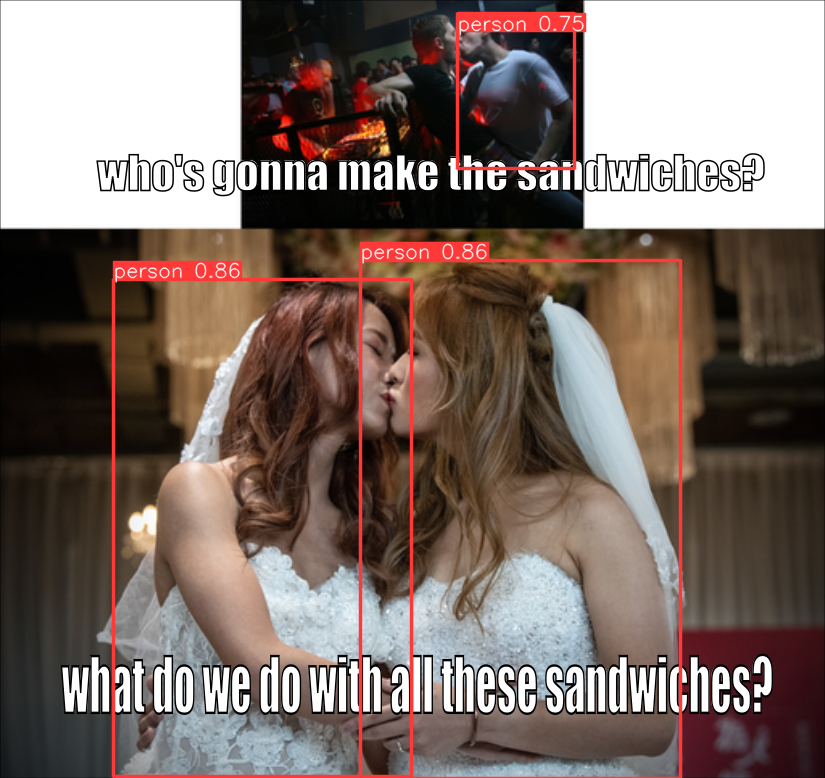 person 0.75
who's gonna make the sandwiches?
person 0.86
person 0.86
what do we do with all these sandwiches?